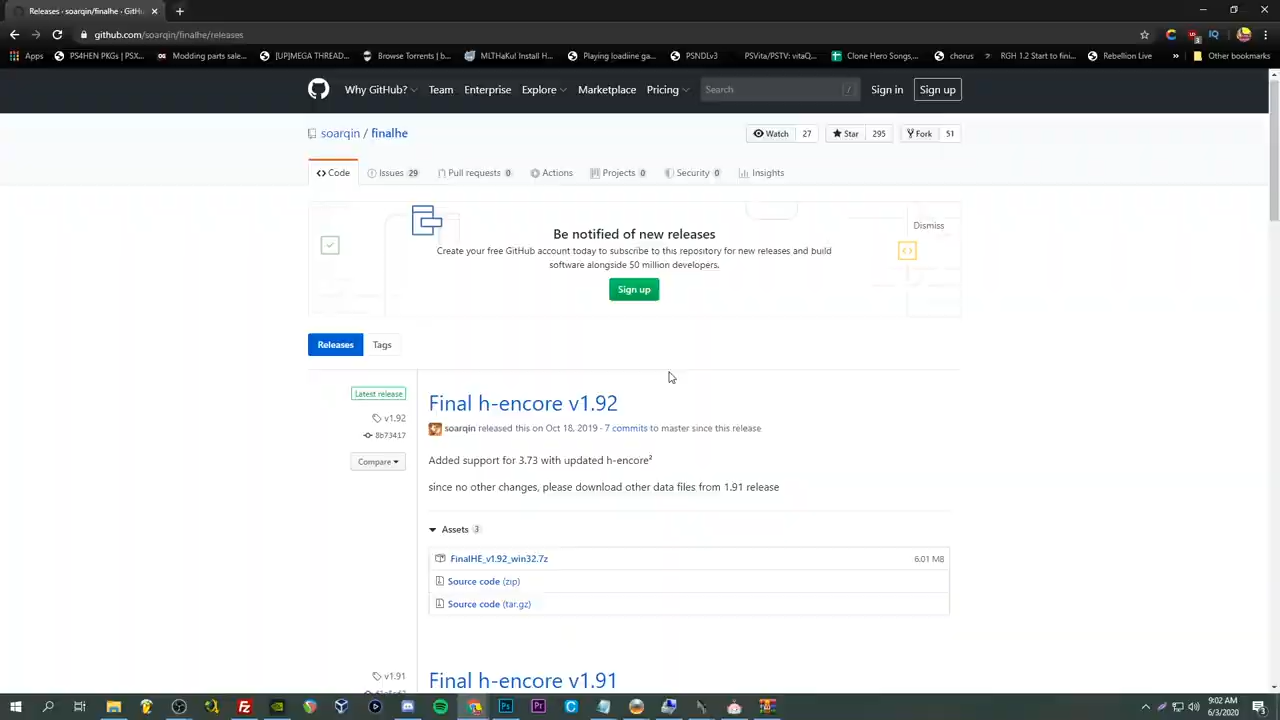 Releases · soarqin/finalhe · GitHu
github.com/soarqin/finalhe/releases
Apps
PS4HEN PKGs | PSX...
Modding parts sale...
[UP]MEGA THREAD...
Browse Torrents | b...
MLTHaKu! Install H...
Playing loadiine ga...
PSNDLv3
PSVita/PSTV: vitaQ...
Clone Hero Songs,...
chorus
RGH 1.2 Start to fini...
Rebellion Live
»
Other bookmarks
Why GitHub? Team Enterprise Explore Marketplace Pricing
Search /
Sign in Sign up
soarqin / finalhe
Watch 27 Star 295 Fork 51
Code Issues 29 Pull requests 0 Actions Projects 0 Security 0 Insights
Be notified of new releases
Dismiss
Create your free GitHub account today to subscribe to this repository for new releases and build
software alongside 50 million developers.
Sign up
Releases Tags
Latest release
v1.92
8b73417
Compare
Final h-encore v1.92
soarqin released this on Oct 18, 2019 · 7 commits to master since this release
Added support for 3.73 with updated h-encore²
since no other changes, please download other data files from 1.91 release
Assets 3
FinalHE_v1.92_win32.7z 6.01 MB
Source code (zip)
Source code (tar.gz)
v1.91
Final h-encore v1.91
9:02 AM
6/3/2020